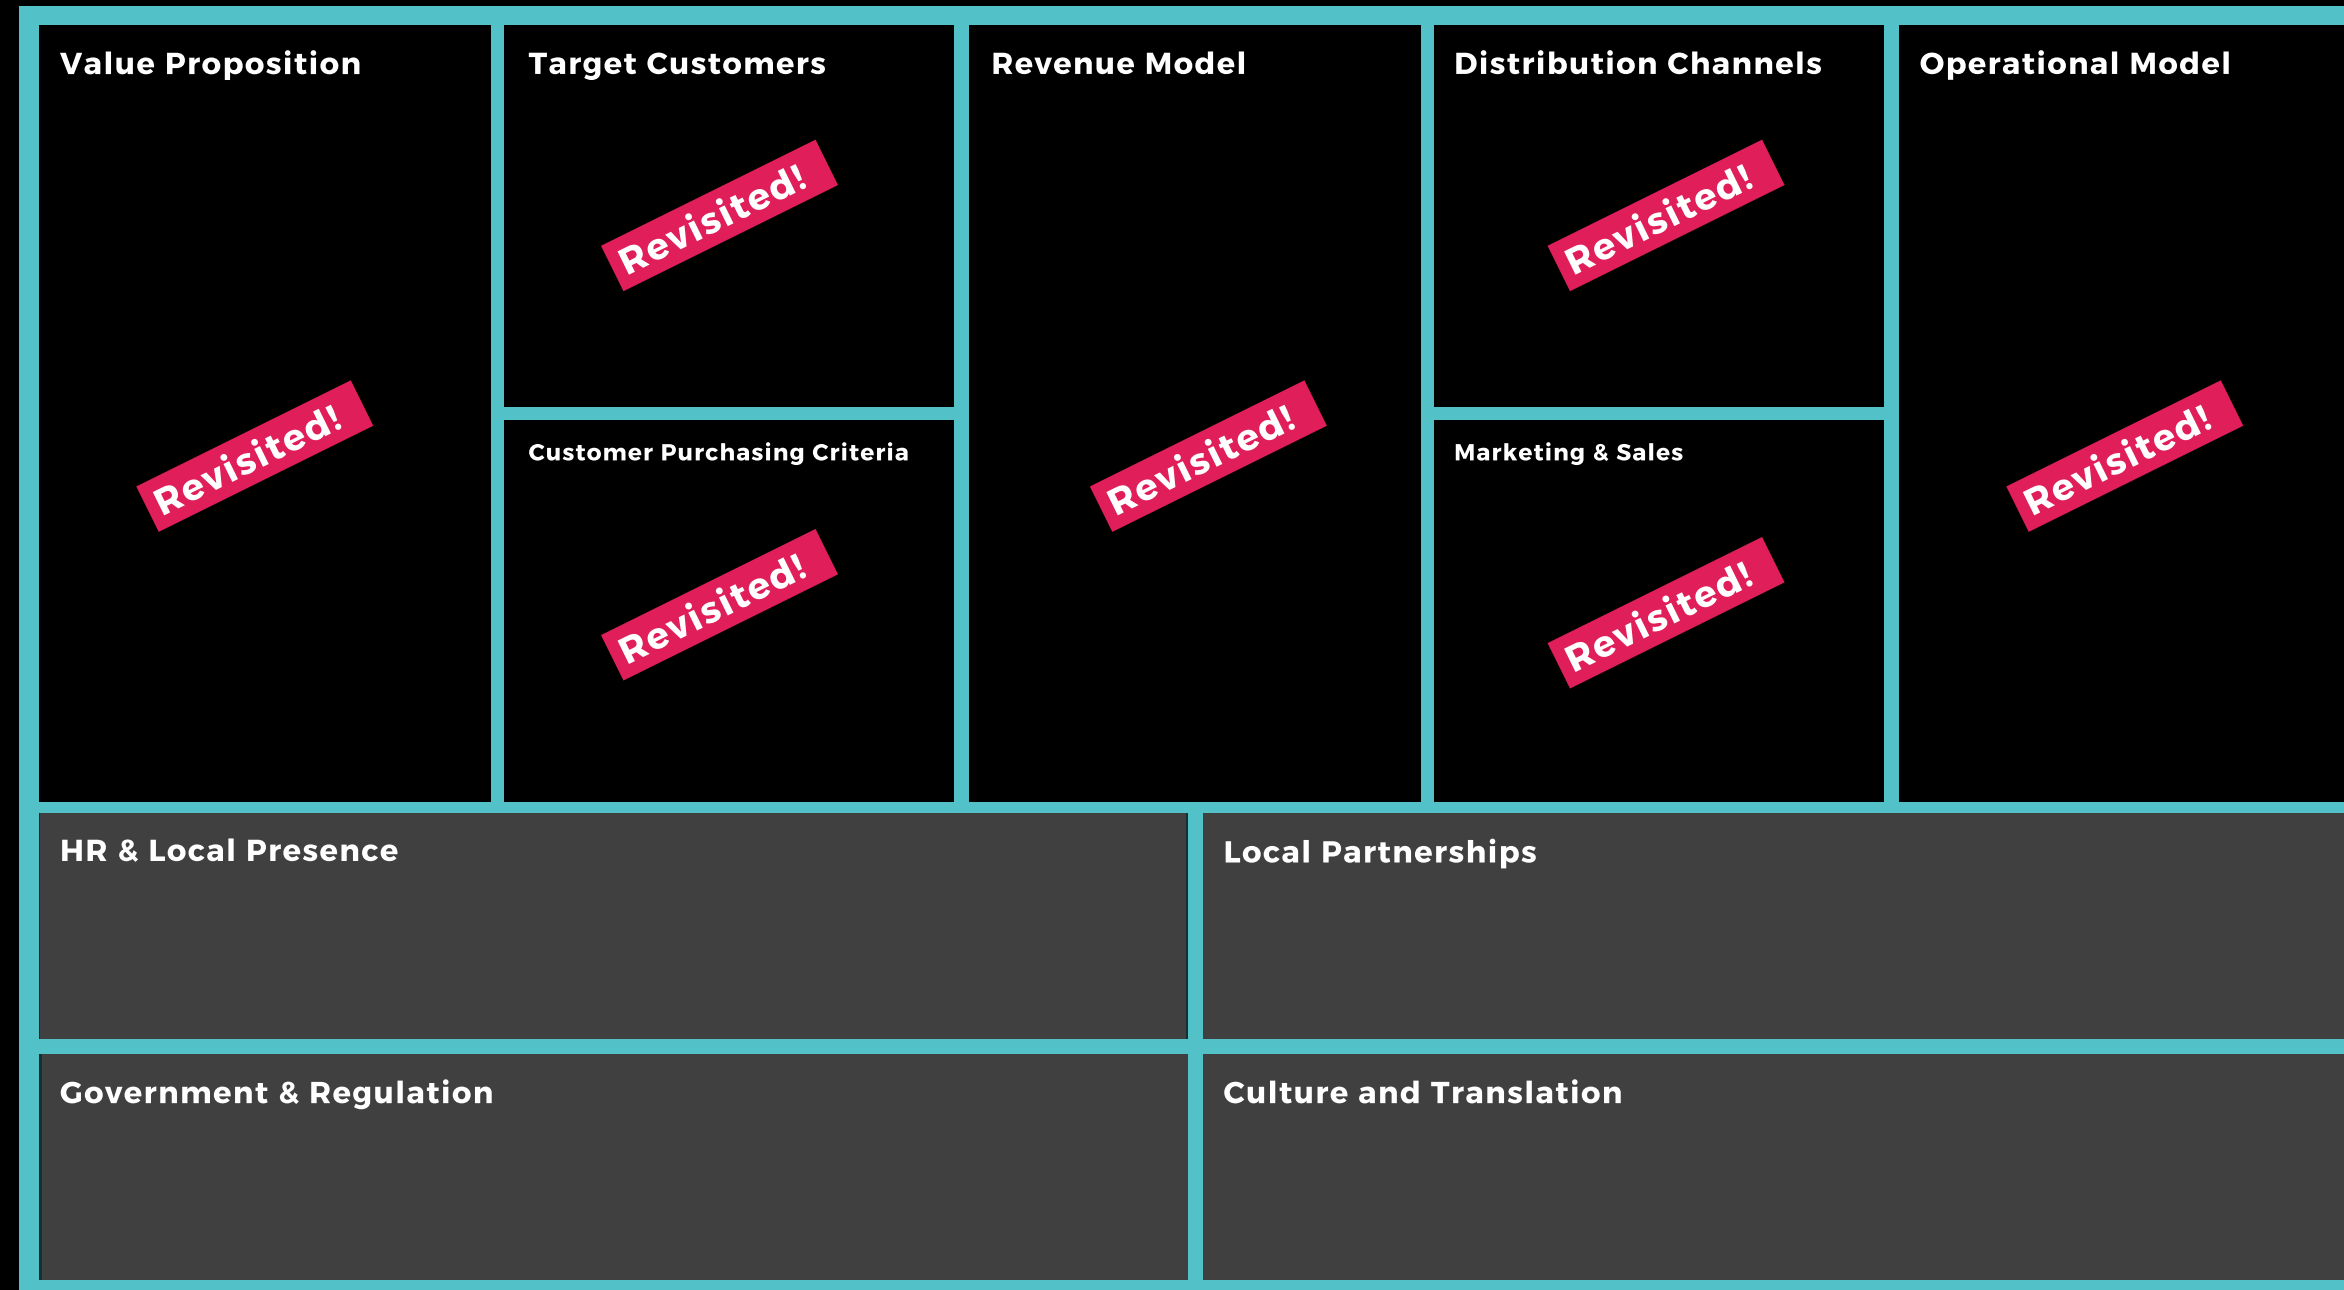 Value Proposition
Revisited!
Target Customers
Revisited!
Customer Purchasing Criteria
Revisited!
Revenue Model
Revisited!
Distribution Channels
Revisited!
Marketing & Sales
Revisited!
Operational Model
Revisited!
HR & Local Presence
Local Partnerships
Government & Regulation
Culture and Translation